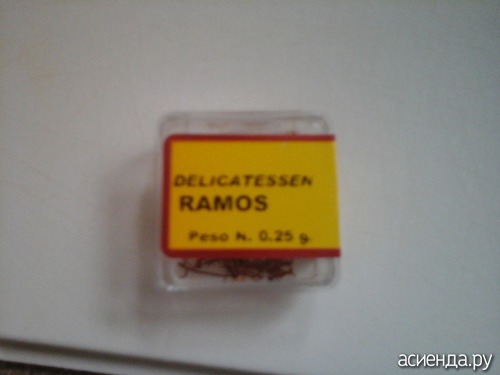 DELICATESSEN
RAMOS
Peso N. 0.25 g.
асиенда.ру